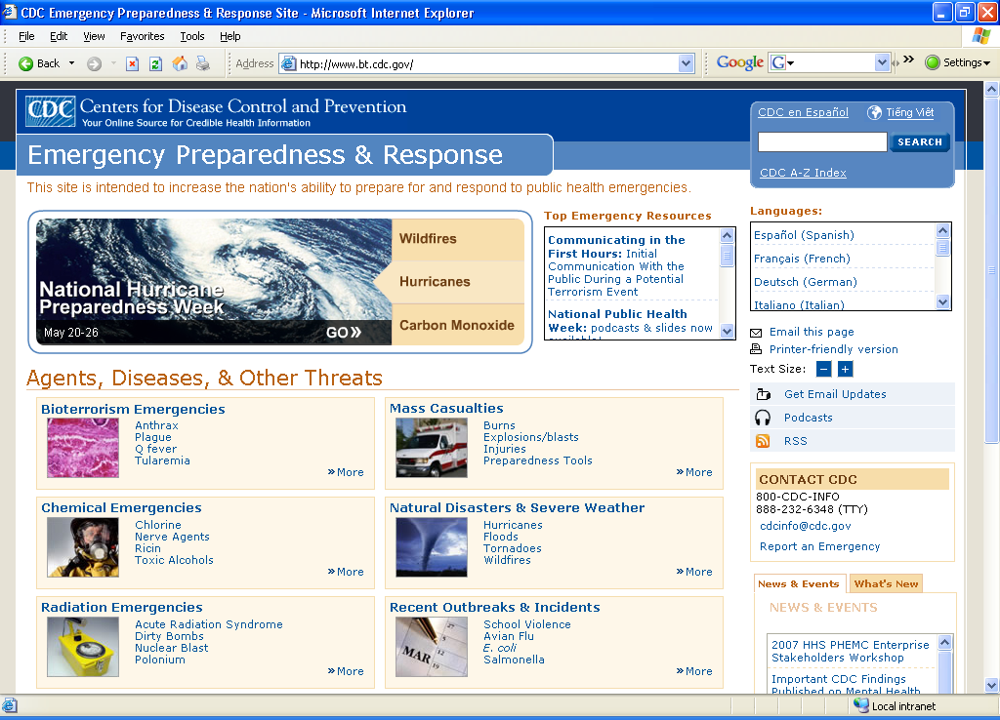 CDC Emergency Preparedness & Response Site - Microsoft Internet Explorer
File Edit View Favorites Tools Help
Back Address http://www.bt.cdc.gov/ Google G Settings
CDC Centers for Disease Control and Prevention
Your Online Source for Credible Health Information
CDC en Español Tiếng Việt
SEARCH
CDC A-Z Index
Emergency Preparedness & Response
This site is intended to increase the nation's ability to prepare for and respond to public health emergencies.
National Hurricane
Preparedness Week
May 20-26 GO»
Wildfires
Hurricanes
Carbon Monoxide
Top Emergency Resources
Communicating in the
First Hours: Initial
Communication With the
Public During a Potential
Terrorism Event
National Public Health
Week: podcasts & slides now
available!
Languages:
Español (Spanish)
Français (French)
Deutsch (German)
Italiano (Italian)
Email this page
Printer-friendly version
Text Size: − +
Get Email Updates
Podcasts
RSS
Agents, Diseases, & Other Threats
Bioterrorism Emergencies
Anthrax
Plague
Q fever
Tularemia
»More
Mass Casualties
Burns
Explosions/blasts
Injuries
Preparedness Tools
»More
Chemical Emergencies
Chlorine
Nerve Agents
Ricin
Toxic Alcohols
»More
Natural Disasters & Severe Weather
Hurricanes
Floods
Tornadoes
Wildfires
»More
Radiation Emergencies
Acute Radiation Syndrome
Dirty Bombs
Nuclear Blast
Polonium
»More
Recent Outbreaks & Incidents
MAR 19
School Violence
Avian Flu
E. coli
Salmonella
»More
CONTACT CDC
800-CDC-INFO
888-232-6348 (TTY)
cdcinfo@cdc.gov
Report an Emergency
News & Events What's New
NEWS & EVENTS
2007 HHS PHEMC Enterprise
Stakeholders Workshop
Important CDC Findings
Published on Mental Health
Local intranet